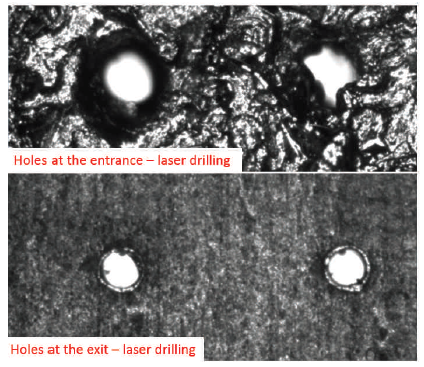 Holes at the entrance – laser drilling
Holes at the exit – laser drilling